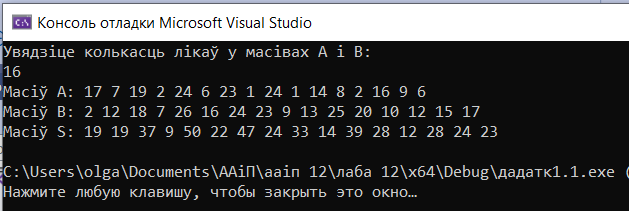 Консоль отладки Microsoft Visual Studio
Увядзіце колькасць лікаў у масівах A і B:
16
Масіў A: 17 7 19 2 24 6 23 1 24 1 14 8 2 16 9 6
Масіў B: 2 12 18 7 26 16 24 23 9 13 25 20 10 12 15 17
Масіў S: 19 19 37 9 50 22 47 24 33 14 39 28 12 28 24 23
C:\Users\olga\Documents\ААіП\ааіп 12\лаба 12\x64\Debug\дадатк1.1.exe (
Нажмите любую клавишу, чтобы закрыть это окно…